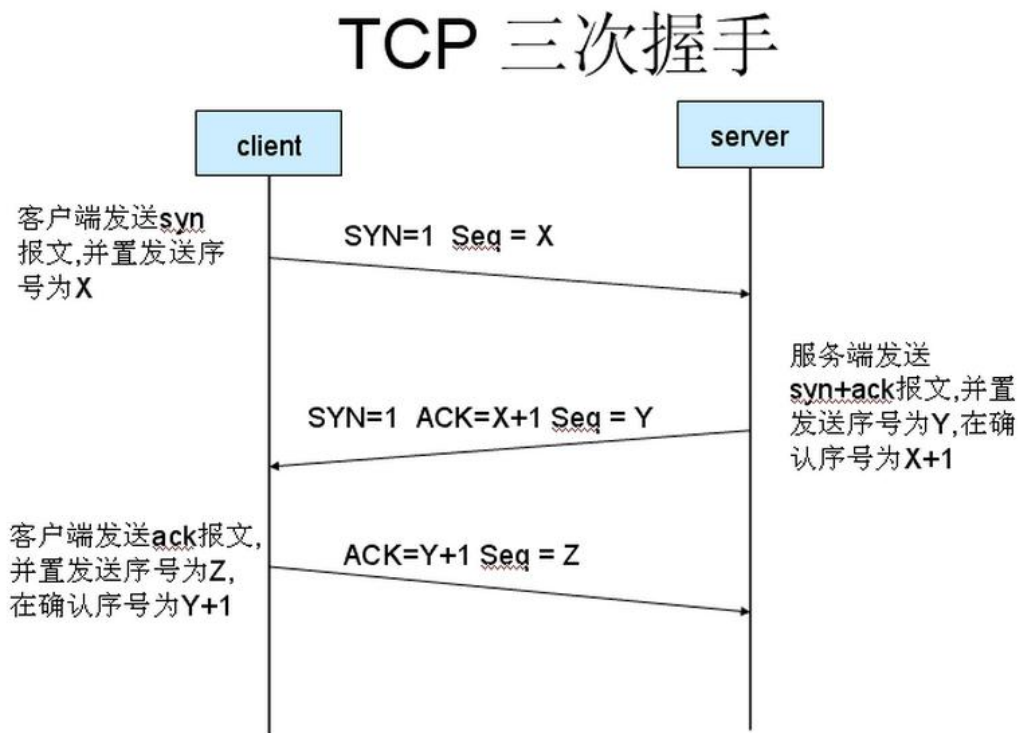 TCP 三次握手
client
server
客户端发送syn
报文,并置发送序
号为X
SYN=1 Seq = X
服务端发送
syn+ack报文,并置
发送序号为Y,在确
认序号为X+1
SYN=1 ACK=X+1 Seq = Y
客户端发送ack报文,
并置发送序号为Z,
在确认序号为Y+1
ACK=Y+1 Seq = Z